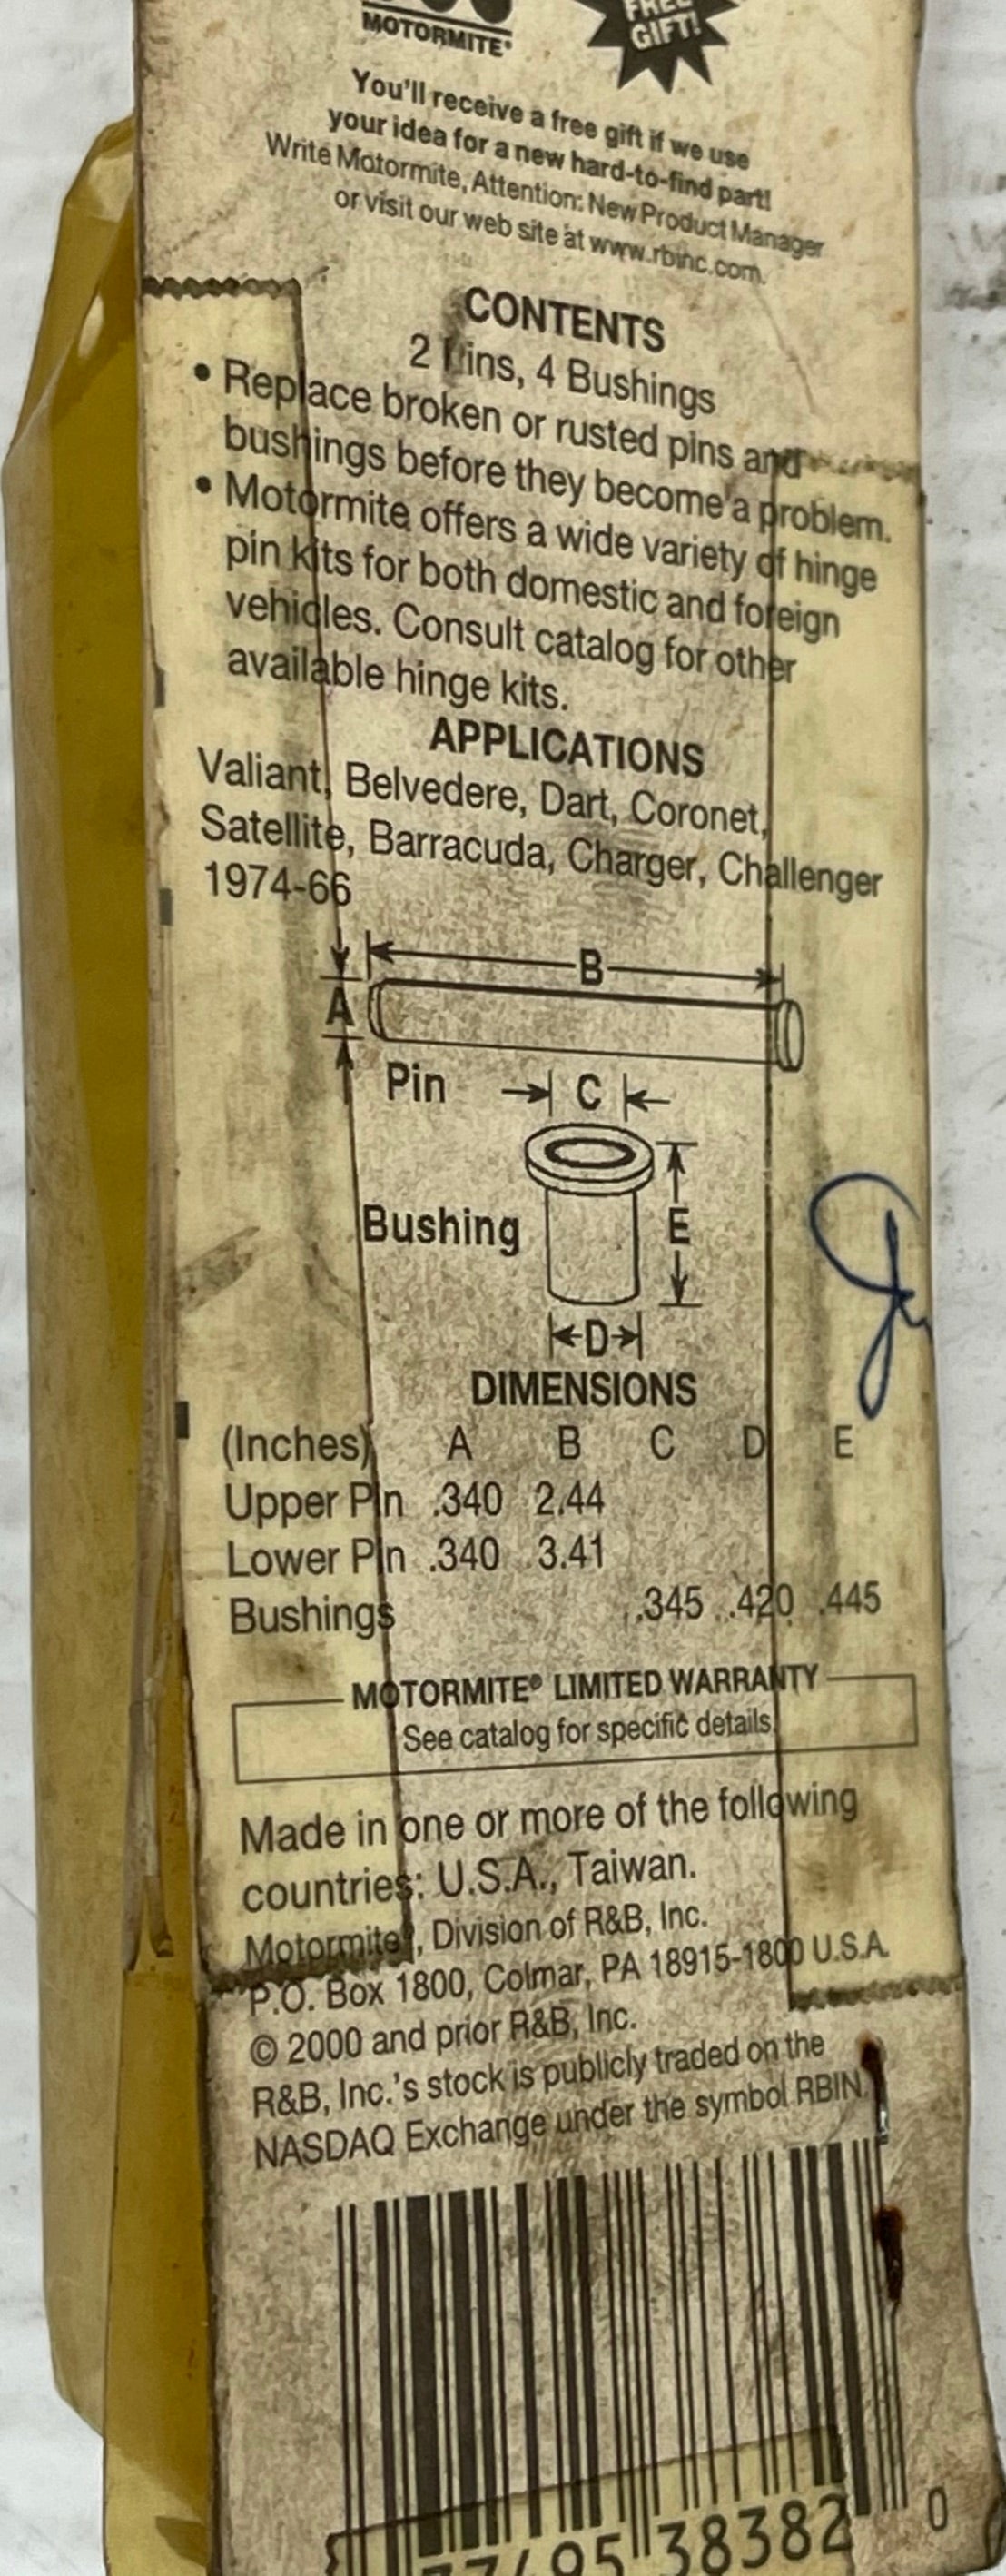 MOTORMITE®
FREE
GIFT!
You'll receive a free gift if we use
your idea for a new hard-to-find part!
Write Motormite, Attention: New Product Manager
or visit our web site at www.rbinc.com.
CONTENTS
2 Pins, 4 Bushings
• Replace broken or rusted pins and
bushings before they become a problem.
• Motormite offers a wide variety of hinge
pin kits for both domestic and foreign
vehicles. Consult catalog for other
available hinge kits.
APPLICATIONS
Valiant, Belvedere, Dart, Coronet,
Satellite, Barracuda, Charger, Challenger
1974-66
B
A
Pin
C
Bushing
E
D
DIMENSIONS
(Inches) A B C D E
Upper Pin .340 2.44
Lower Pin .340 3.41
Bushings .345 .420 .445
MOTORMITE® LIMITED WARRANTY
See catalog for specific details.
Made in one or more of the following
countries: U.S.A., Taiwan.
Motormite®, Division of R&B, Inc.
P.O. Box 1800, Colmar, PA 18915-1800 U.S.A.
© 2000 and prior R&B, Inc.
R&B, Inc.'s stock is publicly traded on the
NASDAQ Exchange under the symbol RBIN.
38382 0